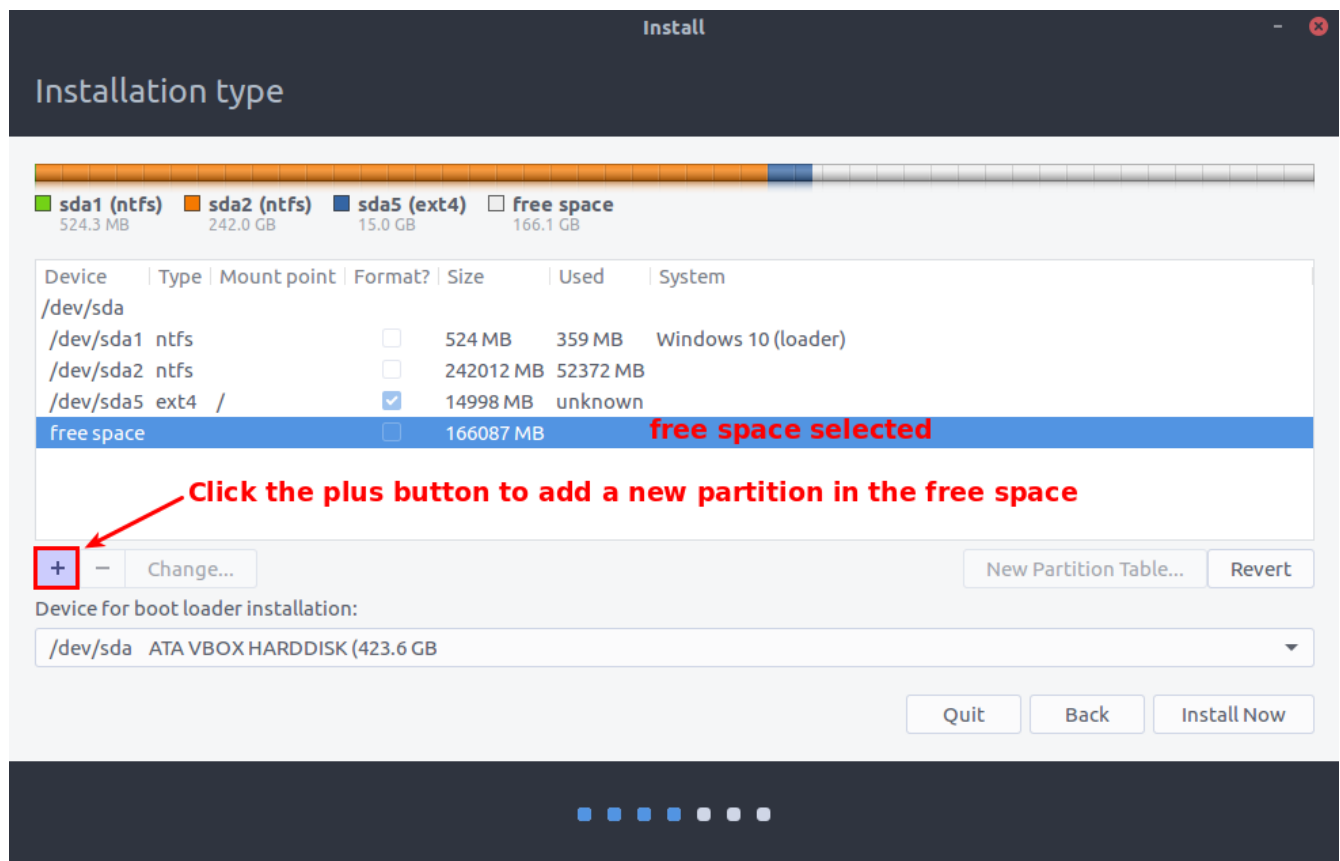 Install
Installation type
sda1 (ntfs) sda2 (ntfs) sda5 (ext4) free space
524.3 MB 242.0 GB 15.0 GB 166.1 GB
Device Type Mount point Format? Size Used System
/dev/sda
/dev/sda1 ntfs 524 MB 359 MB Windows 10 (loader)
/dev/sda2 ntfs 242012 MB 52372 MB
/dev/sda5 ext4 / 14998 MB unknown
free space 166087 MB free space selected
Click the plus button to add a new partition in the free space
+ − Change... New Partition Table... Revert
Device for boot loader installation:
/dev/sda ATA VBOX HARDDISK (423.6 GB
Quit Back Install Now